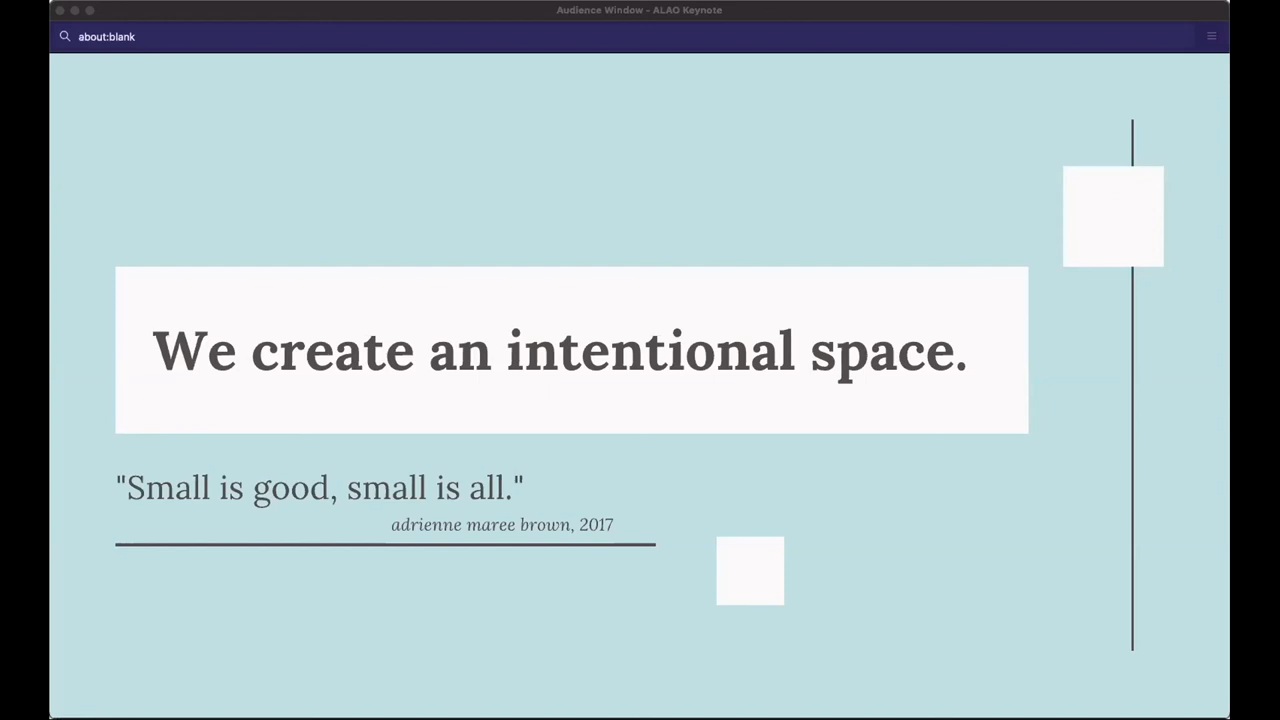 Audience Window - ALAO Keynote
about:blank
We create an intentional space.
"Small is good, small is all."
adrienne maree brown, 2017